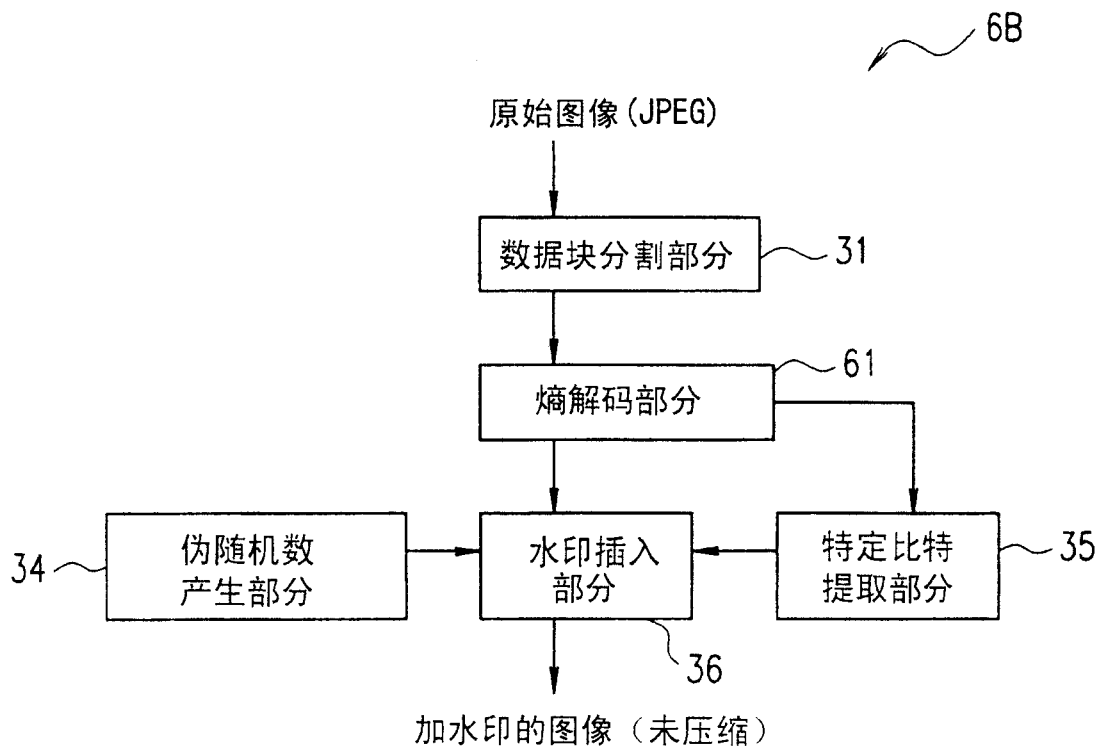 6B
原始图像(JPEG)
数据块分割部分
31
61
熵解码部分
34
伪随机数
产生部分
水印插入
部分
特定比特
提取部分
35
36
加水印的图像（未压缩）